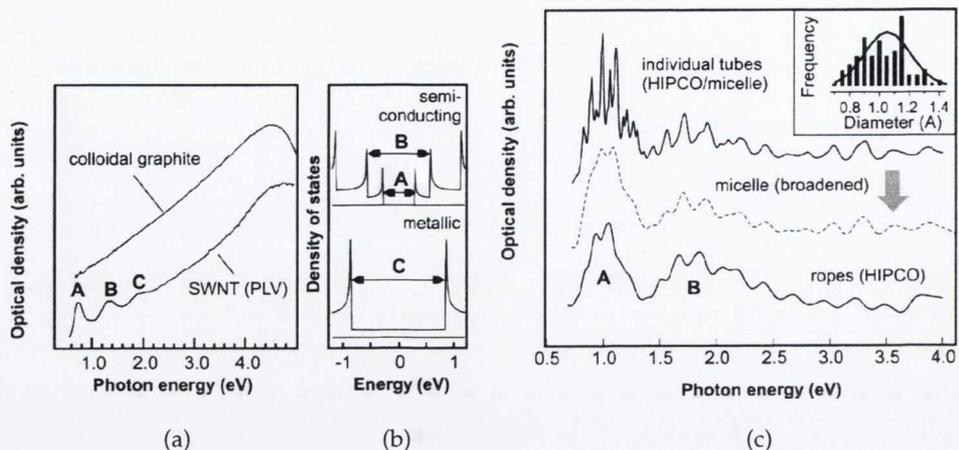 Optical density (arb. units)
colloidal graphite
A
B
C
SWNT (PLV)
1.0
2.0
3.0
4.0
Photon energy (eV)
(a)
Density of states
semi-
conducting
B
A
metallic
C
-1
0
1
Energy (eV)
(b)
Optical density (arb. units)
individual tubes
(HIPCO/micelle)
Frequency
0.8
1.0
1.2
1.4
Diameter (A)
micelle (broadened)
ropes (HIPCO)
A
B
0.5
1.0
1.5
2.0
2.5
3.0
3.5
4.0
Photon energy (eV)
(c)